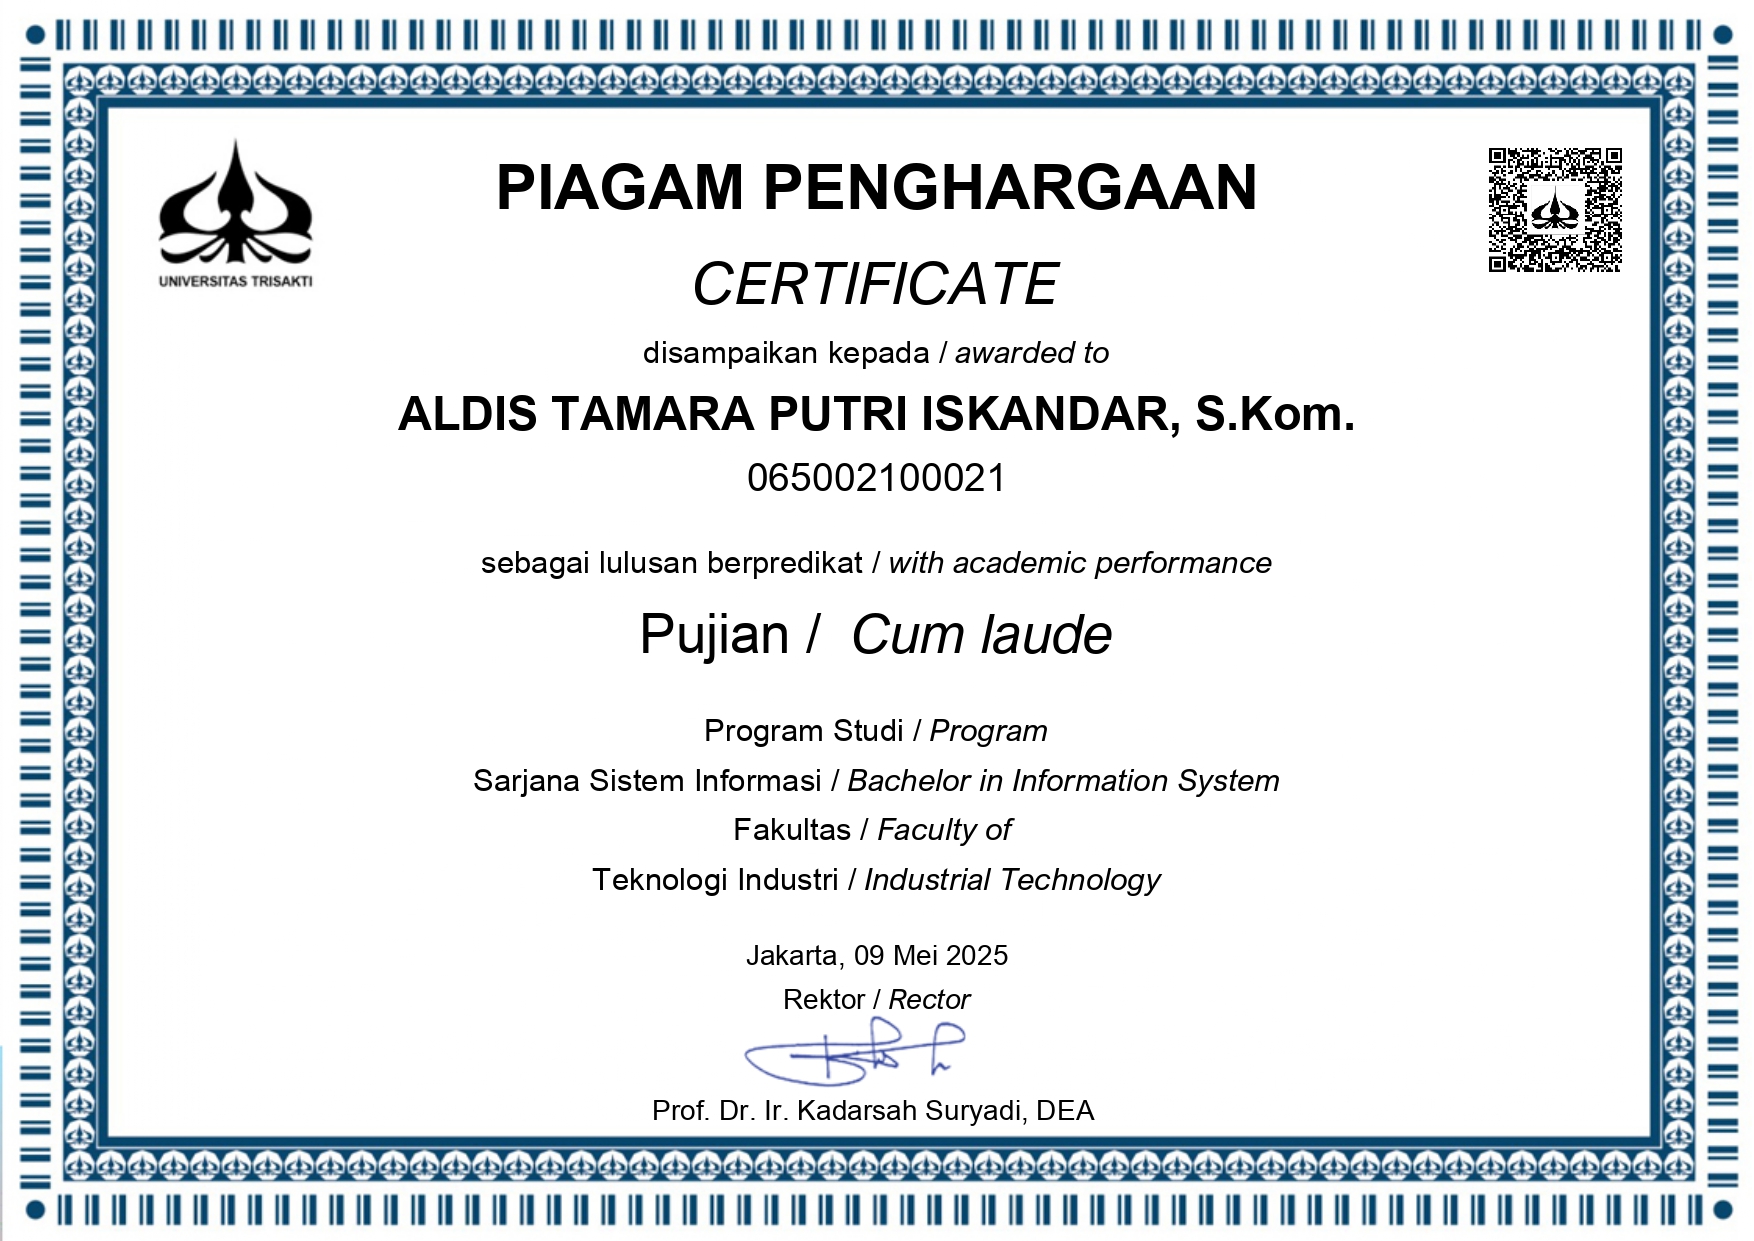 UNIVERSITAS TRISAKTI
PIAGAM PENGHARGAAN
CERTIFICATE
disampaikan kepada / awarded to
ALDIS TAMARA PUTRI ISKANDAR, S.Kom.
065002100021
sebagai lulusan berpredikat / with academic performance
Pujian / Cum laude
Program Studi / Program
Sarjana Sistem Informasi / Bachelor in Information System
Fakultas / Faculty of
Teknologi Industri / Industrial Technology
Jakarta, 09 Mei 2025
Rektor / Rector
Prof. Dr. Ir. Kadarsah Suryadi, DEA